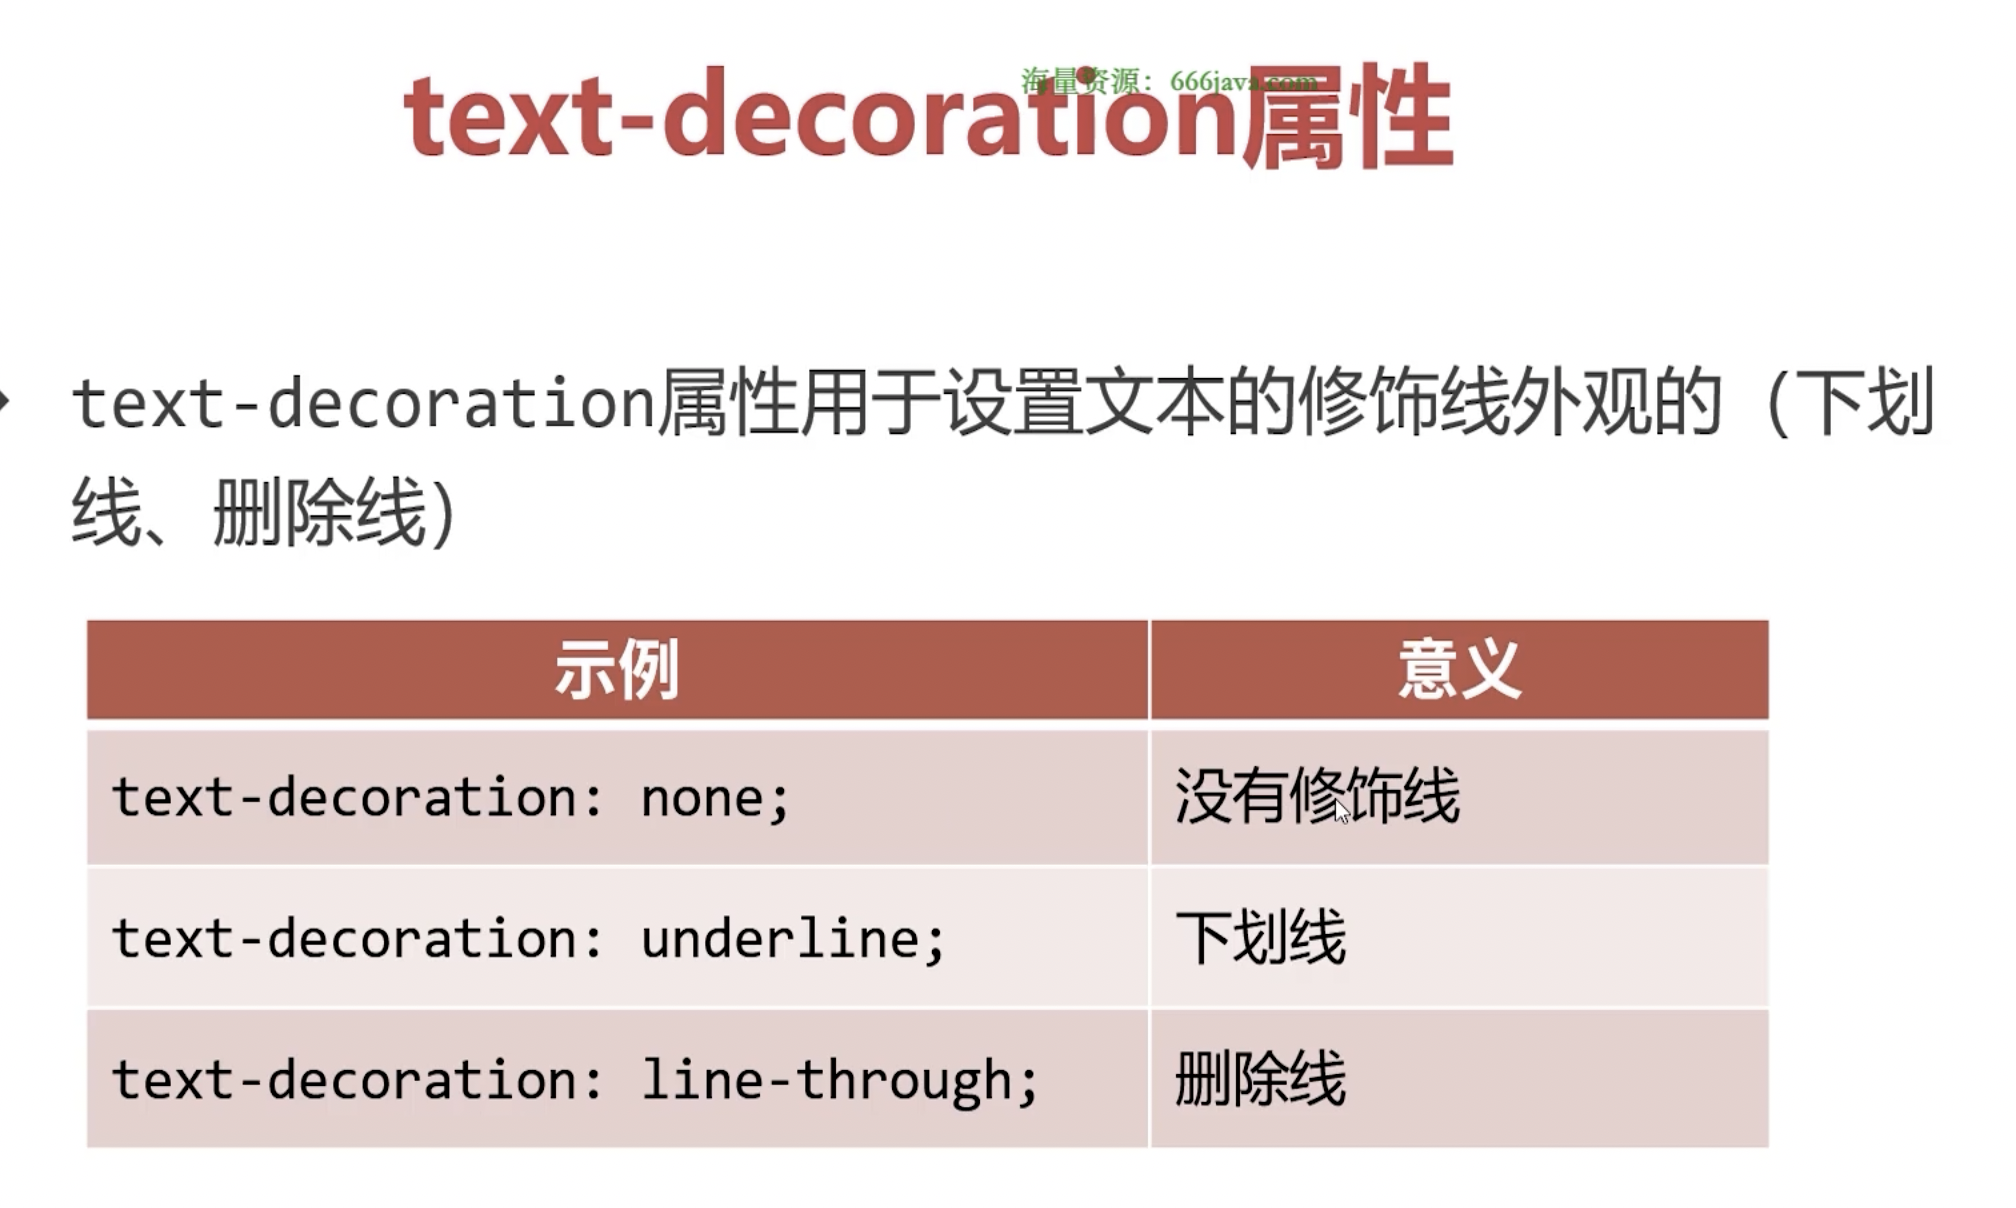 海量资源：666java.com
text-decoration属性
text-decoration属性用于设置文本的修饰线外观的（下划
线、删除线）
示例 意义
text-decoration: none; 没有修饰线
text-decoration: underline; 下划线
text-decoration: line-through; 删除线